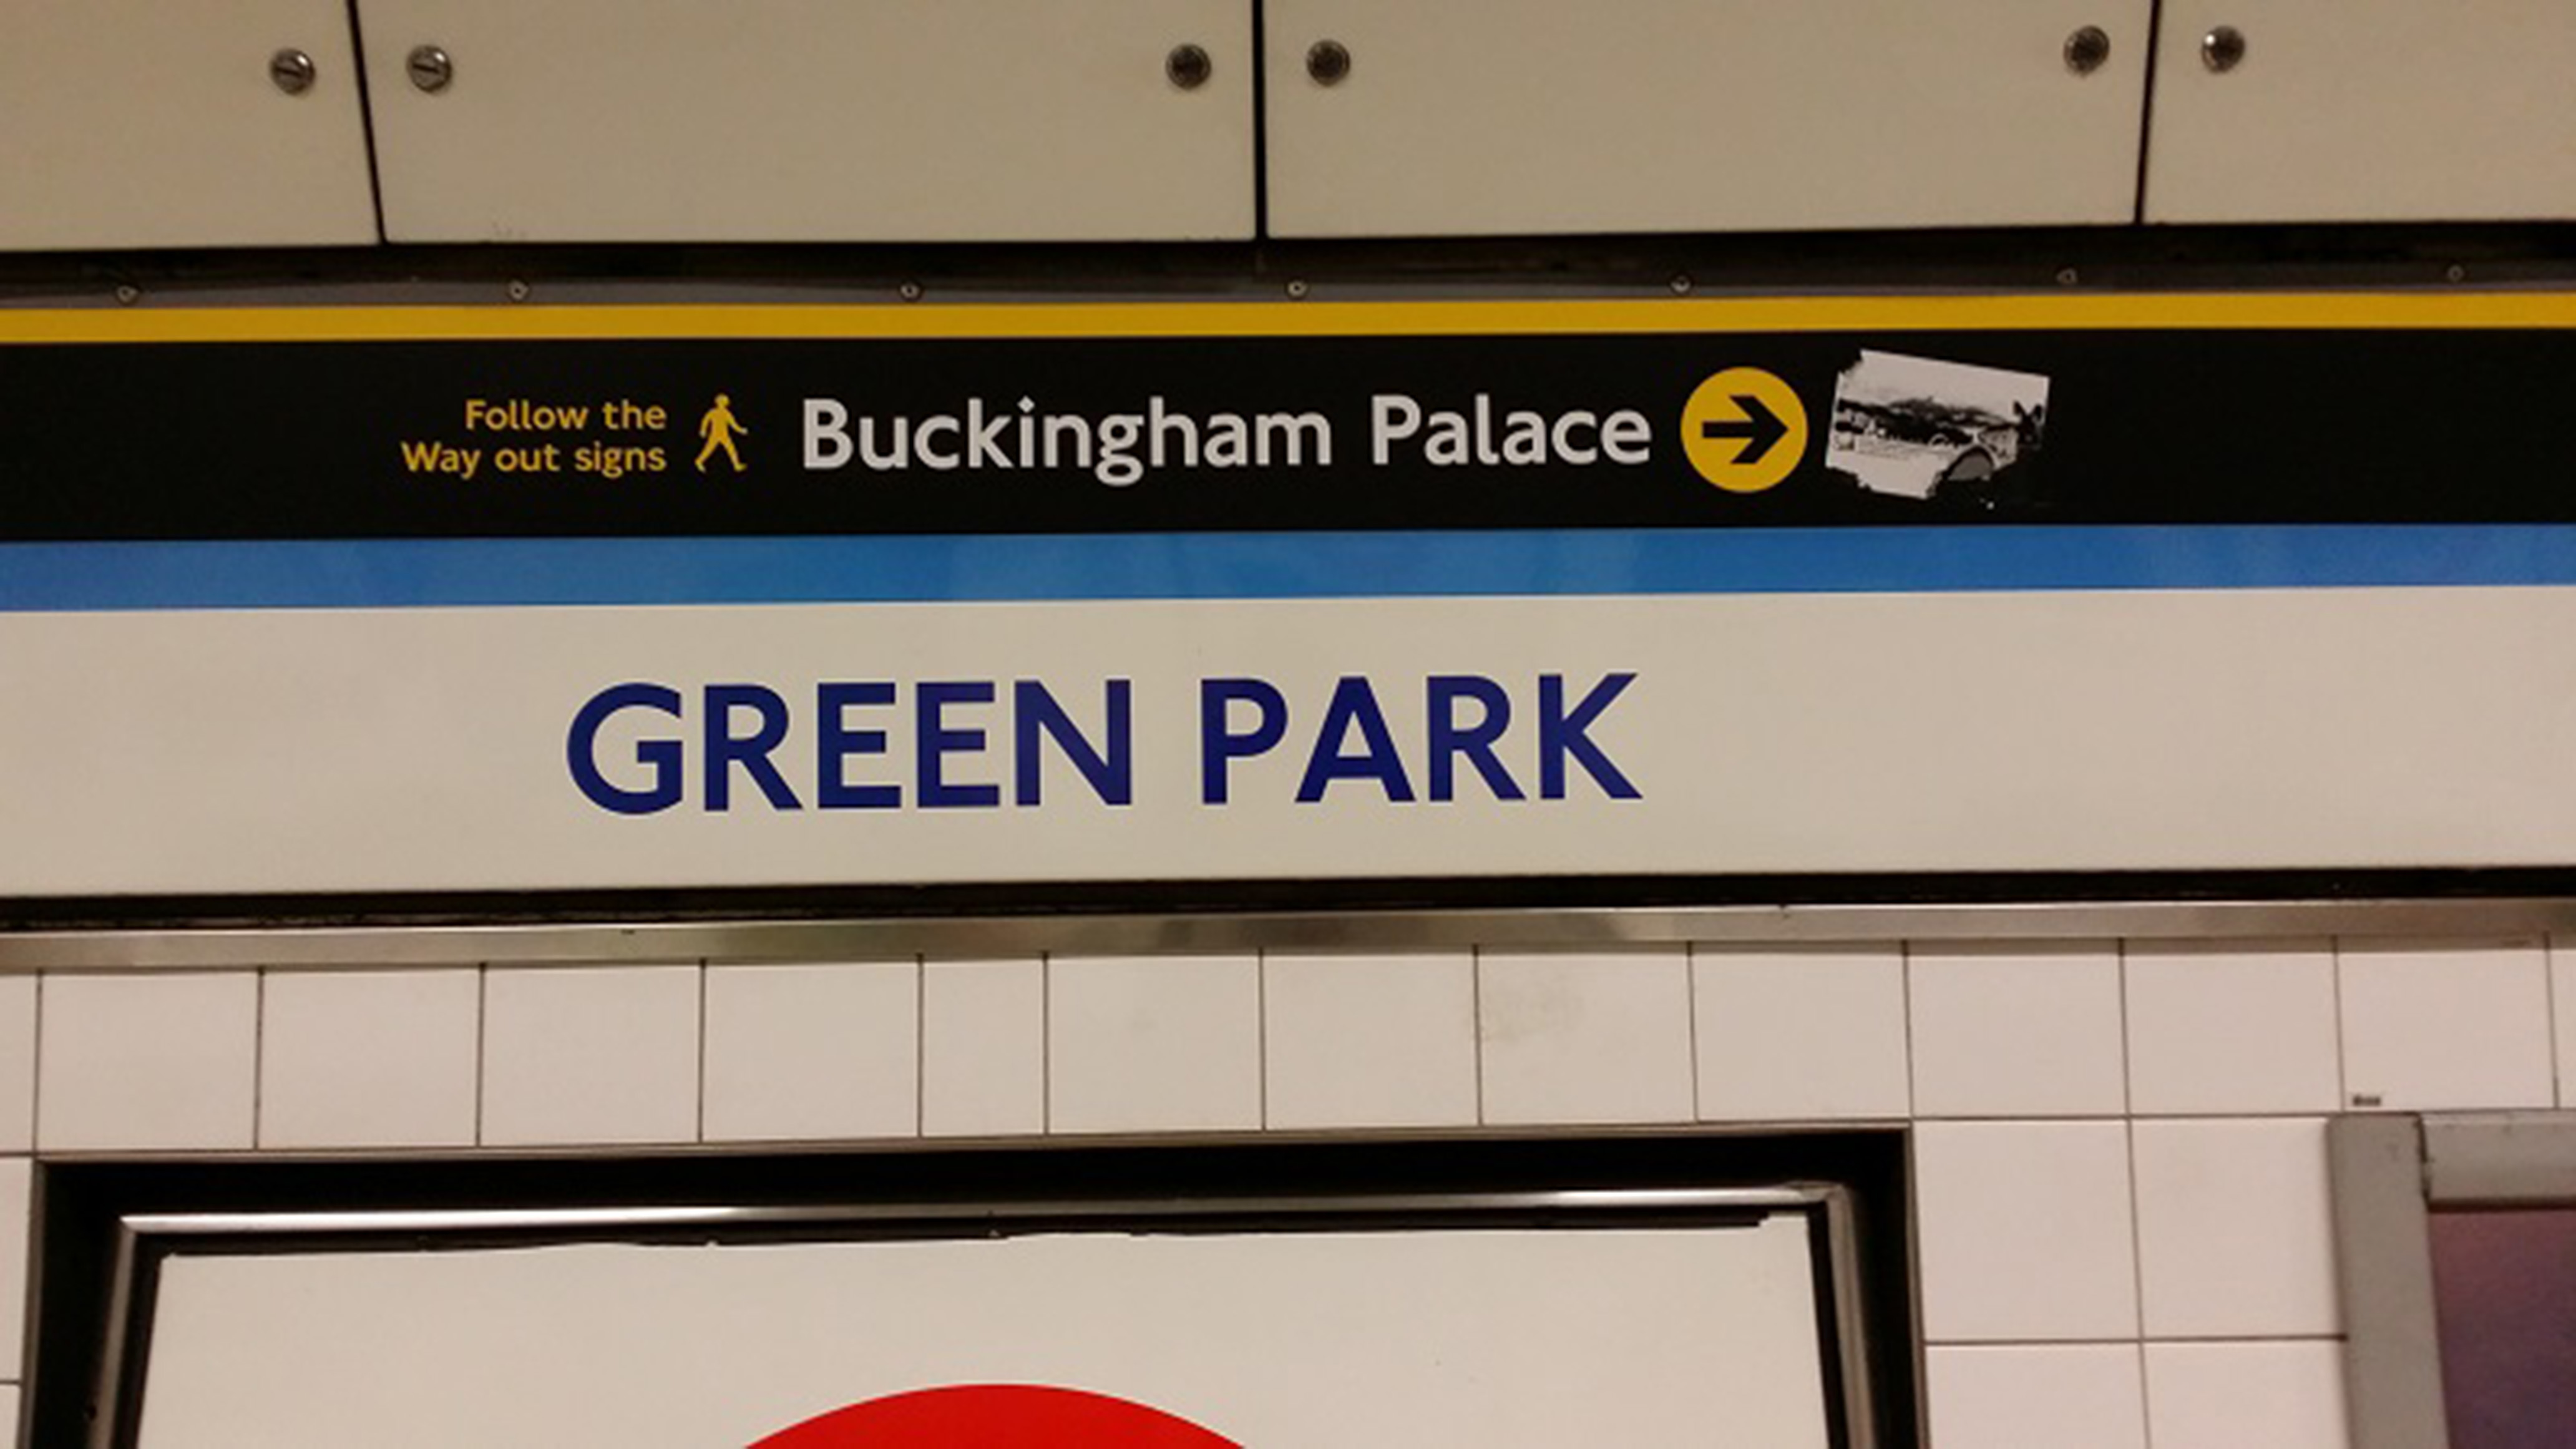 Follow the
Way out signs
Buckingham Palace
GREEN PARK